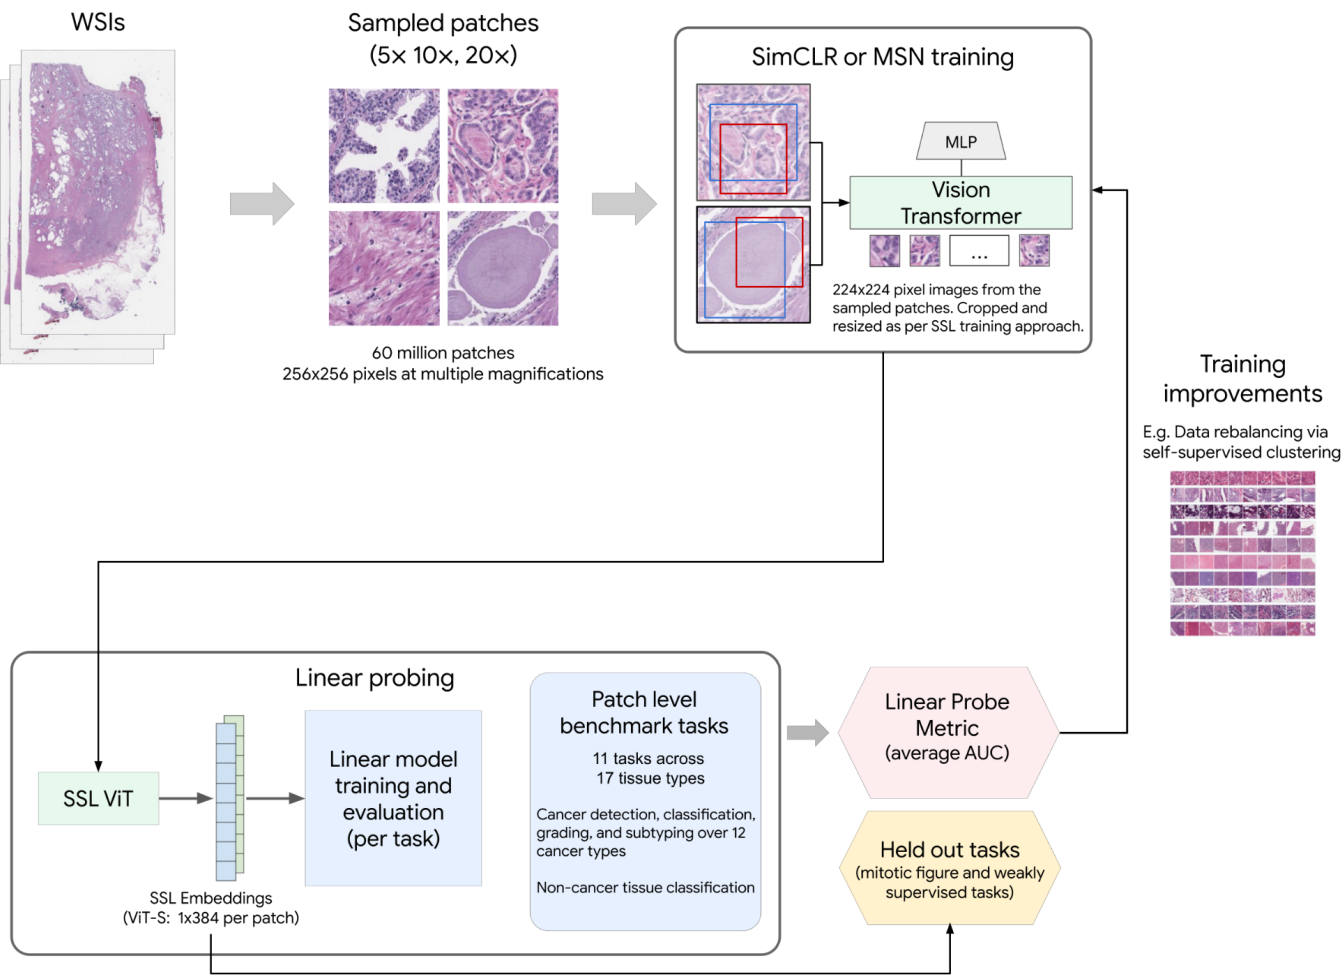 WSIs
Sampled patches
(5× 10×, 20×)
60 million patches
256x256 pixels at multiple magnifications
SimCLR or MSN training
MLP
Vision
Transformer
...
224x224 pixel images from the
sampled patches. Cropped and
resized as per SSL training approach.
Training
improvements
E.g. Data rebalancing via
self-supervised clustering
Linear probing
SSL ViT
SSL Embeddings
(ViT-S: 1x384 per patch)
Linear model
training and
evaluation
(per task)
Patch level
benchmark tasks
11 tasks across
17 tissue types
Cancer detection, classification,
grading, and subtyping over 12
cancer types
Non-cancer tissue classification
Linear Probe
Metric
(average AUC)
Held out tasks
(mitotic figure and weakly
supervised tasks)